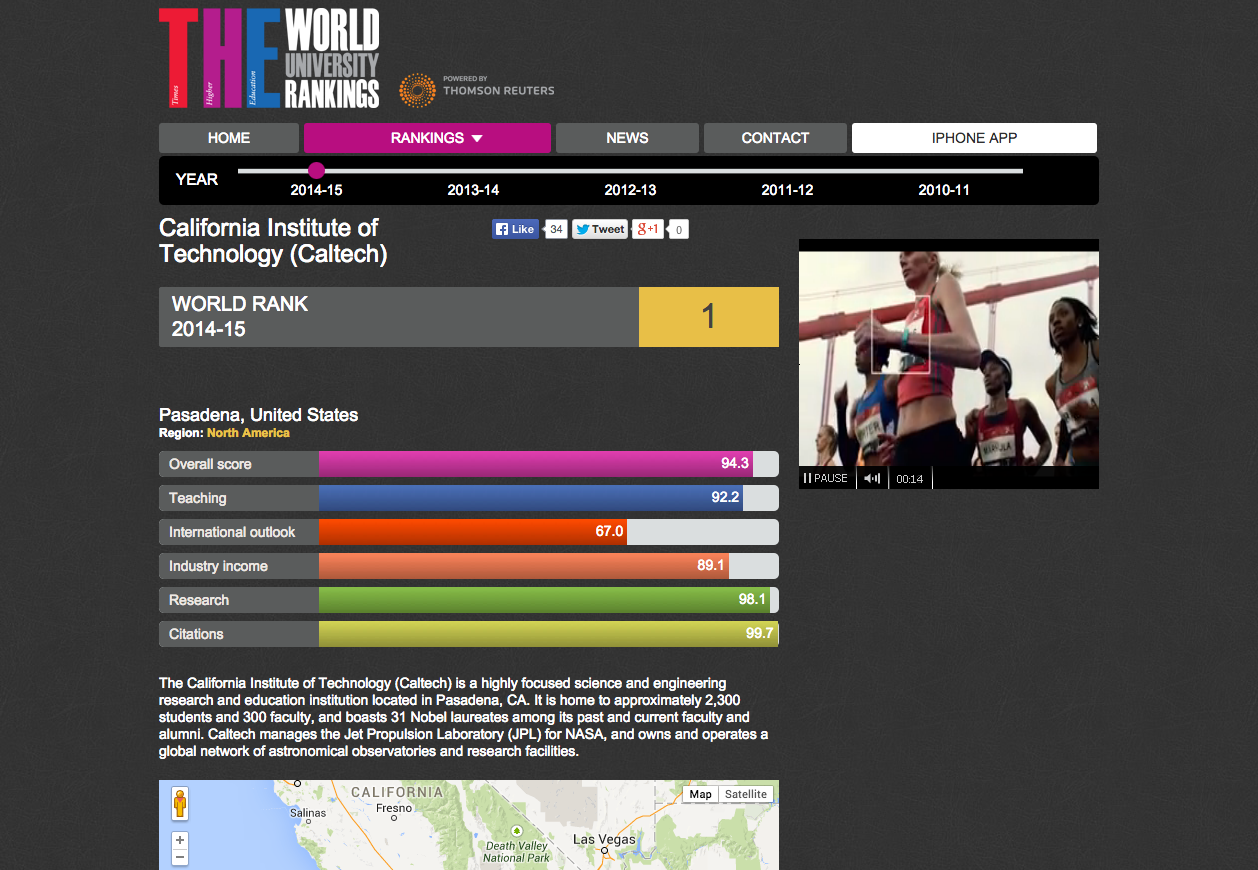 THE
Times
Higher
Education
WORLD
UNIVERSITY
RANKINGS
POWERED BY
THOMSON REUTERS
HOME
RANKINGS
NEWS
CONTACT
IPHONE APP
YEAR
2014-15
2013-14
2012-13
2011-12
2010-11
California Institute of
Technology (Caltech)
Like
34
Tweet
g+1
0
WORLD RANK
2014-15
1
Pasadena, United States
Region: North America
Overall score 94.3
Teaching 92.2
International outlook 67.0
Industry income 89.1
Research 98.1
Citations 99.7
PAUSE
00:14
The California Institute of Technology (Caltech) is a highly focused science and engineering
research and education institution located in Pasadena, CA. It is home to approximately 2,300
students and 300 faculty, and boasts 31 Nobel laureates among its past and current faculty and
alumni. Caltech manages the Jet Propulsion Laboratory (JPL) for NASA, and owns and operates a
global network of astronomical observatories and research facilities.
CALIFORNIA
Map
Satellite
Salinas
Fresno
+
−
Death Valley
National Park
Las Vegas